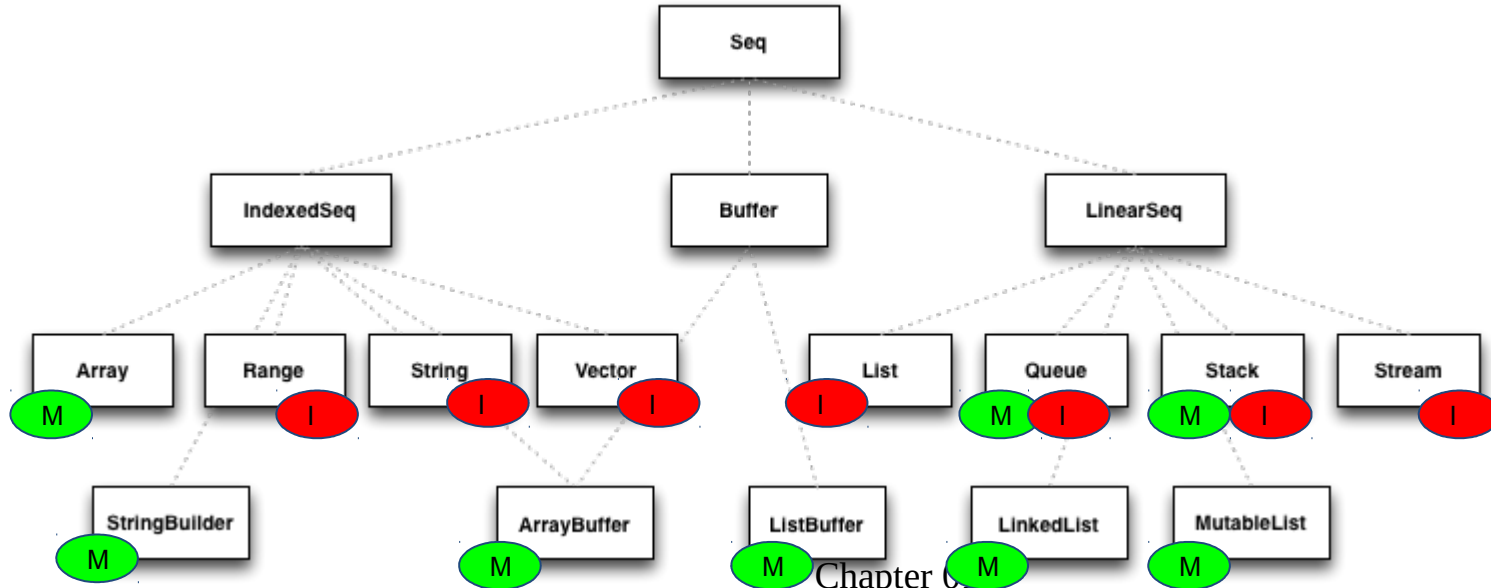 Seq
IndexedSeq Buffer LinearSeq
Array Range String Vector List Queue Stack Stream
M I I I I M I M I I
StringBuilder ArrayBuffer ListBuffer LinkedList MutableList
M M M M M
Chapter